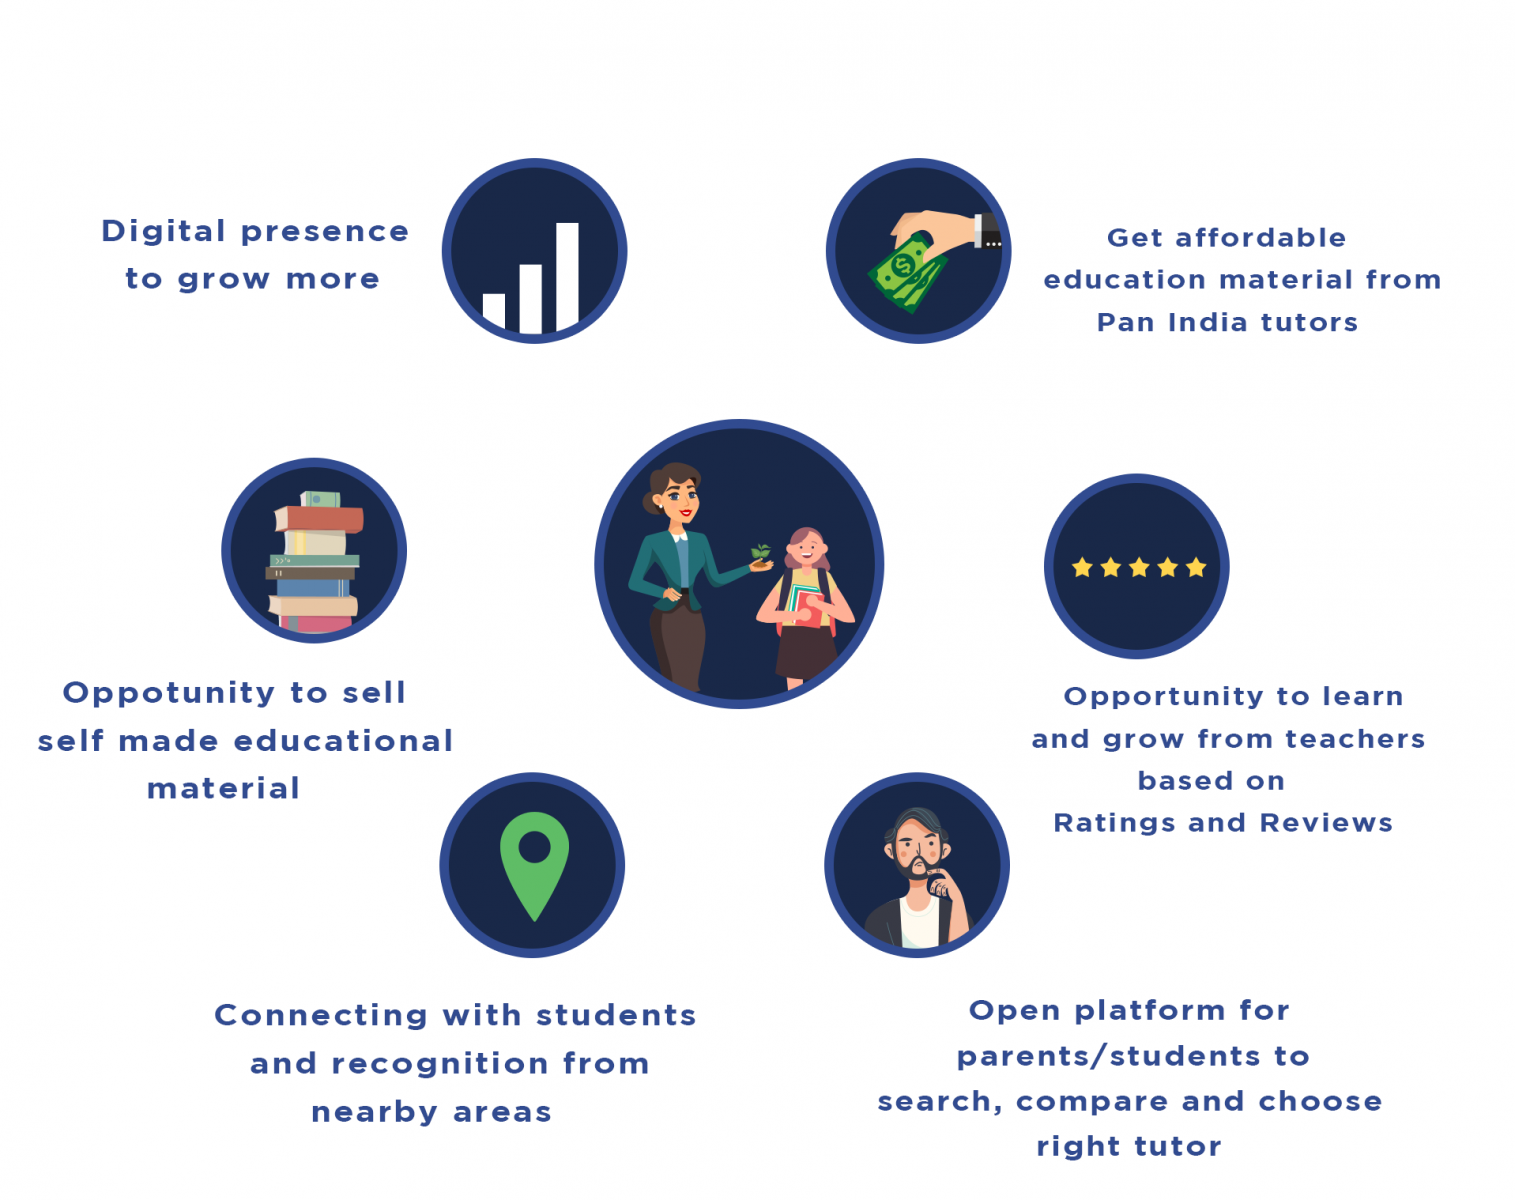 Digital presence
to grow more
Get affordable
education material from
Pan India tutors
Oppotunity to sell
self made educational
material
Opportunity to learn
and grow from teachers
based on
Ratings and Reviews
Connecting with students
and recognition from
nearby areas
Open platform for
parents/students to
search, compare and choose
right tutor